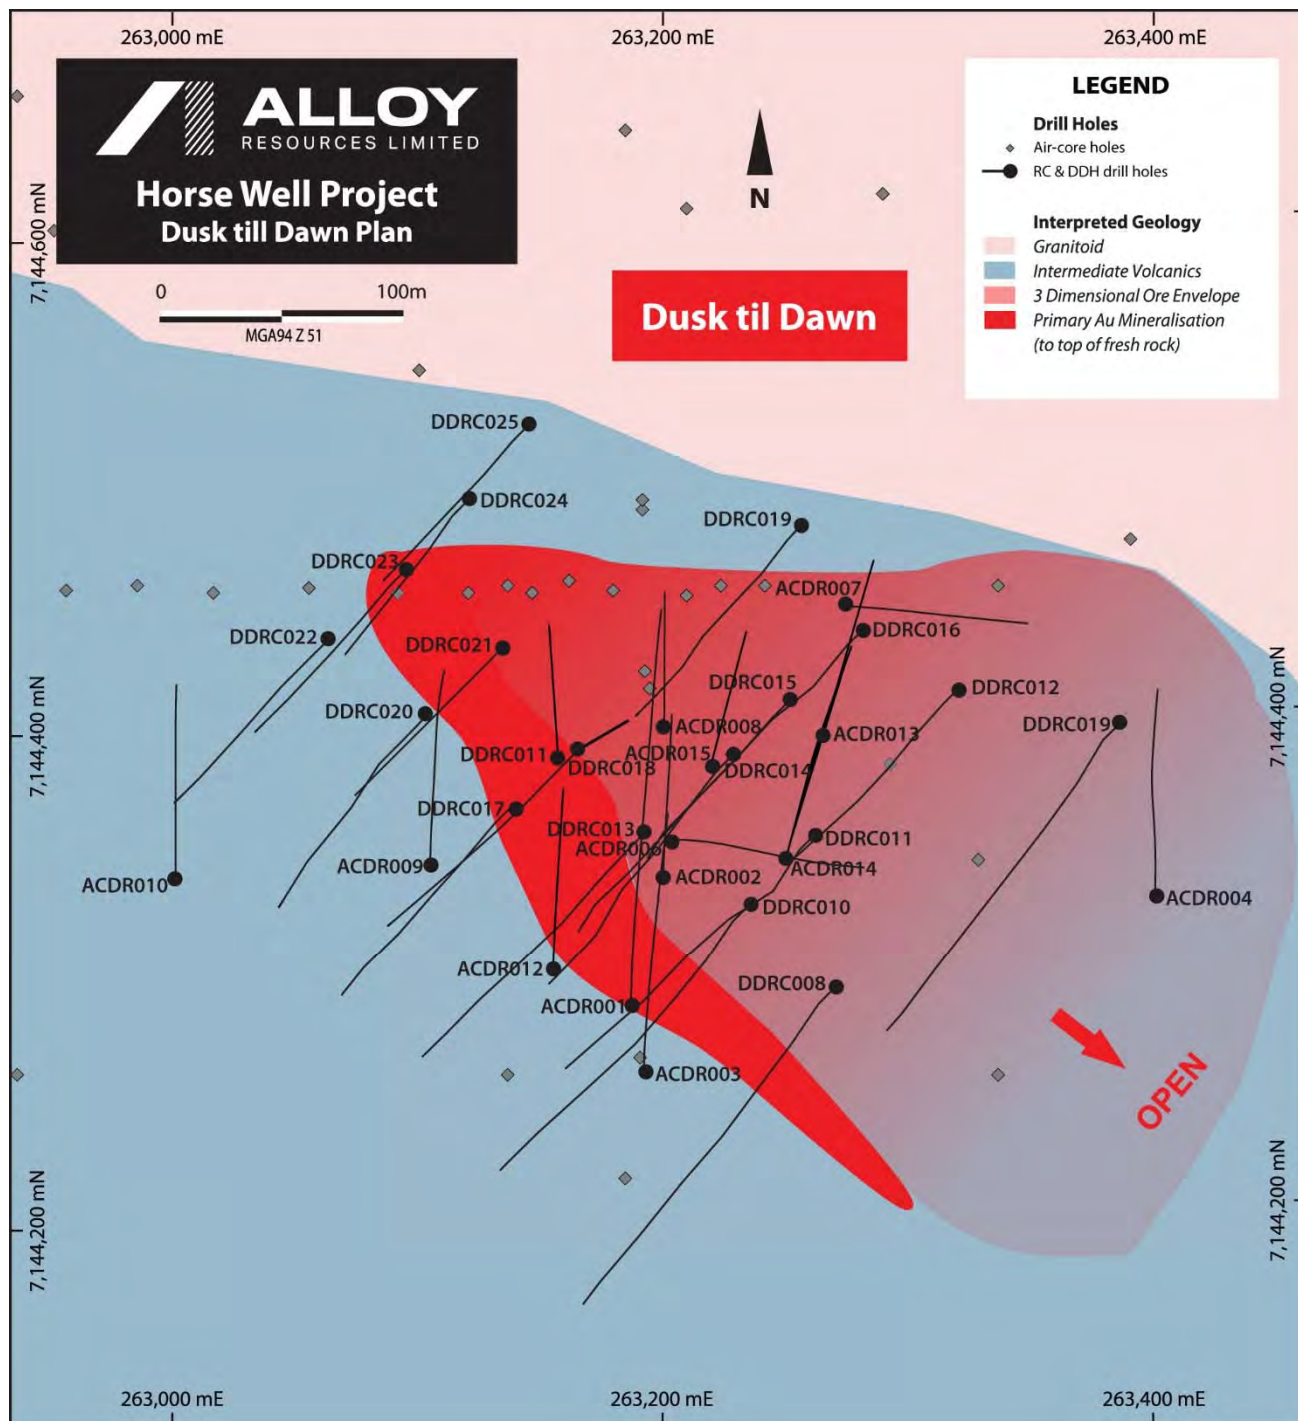 263,000 mE
263,200 mE
263,400 mE
ALLOY
RESOURCES LIMITED
Horse Well Project
Dusk till Dawn Plan
0
100m
MGA94 Z 51
N
Dusk til Dawn
LEGEND
Drill Holes
Air-core holes
RC & DDH drill holes
Interpreted Geology
Granitoid
Intermediate Volcanics
3 Dimensional Ore Envelope
Primary Au Mineralisation
(to top of fresh rock)
7,144,600 mN
DDRC025
DDRC024
DDRC019
DDRC023
ACDR007
DDRC022
DDRC021
DDRC016
DDRC015
DDRC012
DDRC020
ACDR008
DDRC019
7,144,400 mN
7,144,400 mN
ACDR013
DDRC011
ACDR015
DDRC018
DDRC014
DDRC017
DDRC013
DDRC011
ACDR006
ACDR009
ACDR014
ACDR010
ACDR002
ACDR004
DDRC010
ACDR012
DDRC008
ACDR001
ACDR003
OPEN
7,144,200 mN
7,144,200 mN
263,000 mE
263,200 mE
263,400 mE